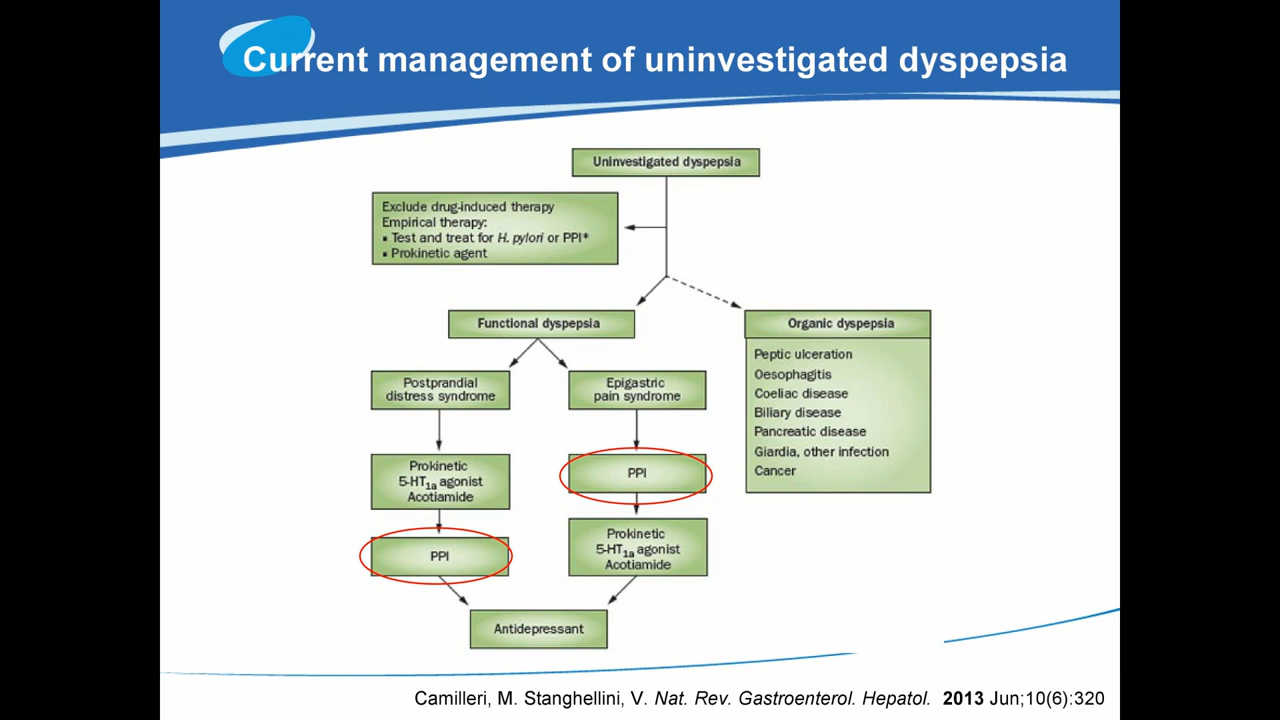 Current management of uninvestigated dyspepsia
Uninvestigated dyspepsia
Exclude drug-induced therapy
Empirical therapy:
▪ Test and treat for H. pylori or PPI*
▪ Prokinetic agent
Functional dyspepsia
Organic dyspepsia
Peptic ulceration
Oesophagitis
Coeliac disease
Biliary disease
Pancreatic disease
Giardia, other infection
Cancer
Postprandial
distress syndrome
Epigastric
pain syndrome
Prokinetic
5-HT1a agonist
Acotiamide
PPI
PPI
Prokinetic
5-HT1a agonist
Acotiamide
Antidepressant
Camilleri, M. Stanghellini, V. Nat. Rev. Gastroenterol. Hepatol. 2013 Jun;10(6):320